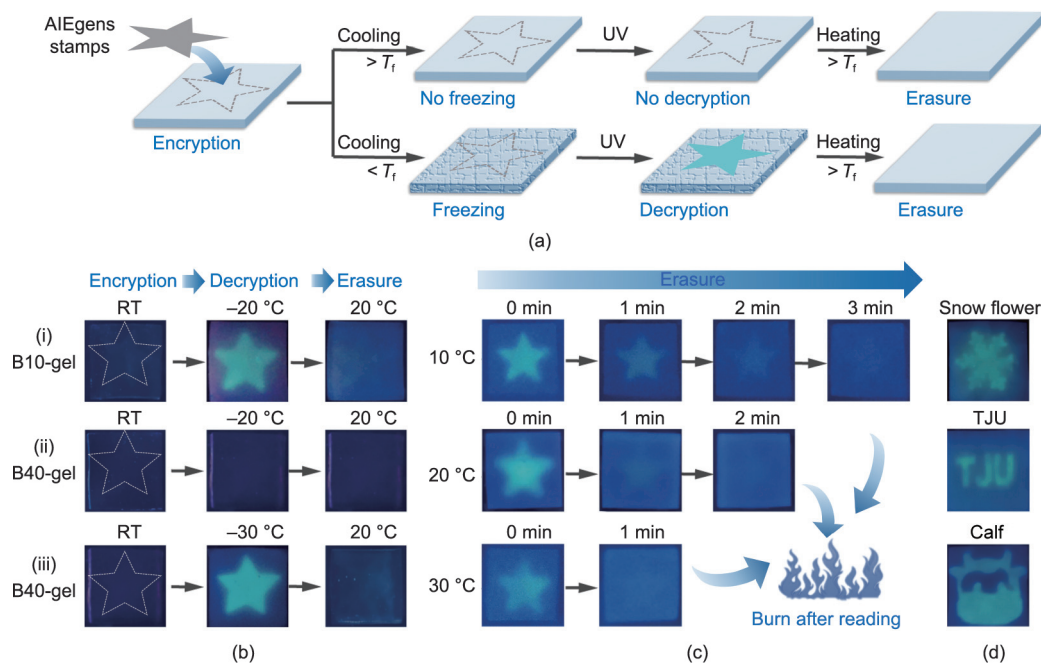 AIEgens
stamps
Encryption
Cooling
> Tf
No freezing
UV
No decryption
Heating
> Tf
Erasure
Cooling
< Tf
Freezing
UV
Decryption
Heating
> Tf
Erasure
(a)
Encryption Decryption Erasure
RT –20 °C 20 °C
(i)
B10-gel
RT –20 °C 20 °C
(ii)
B40-gel
RT –30 °C 20 °C
(iii)
B40-gel
(b)
Erasure
0 min 1 min 2 min 3 min
10 °C
0 min 1 min 2 min
20 °C
0 min 1 min
30 °C
Burn after reading
(c)
Snow flower
TJU
TJU
Calf
(d)